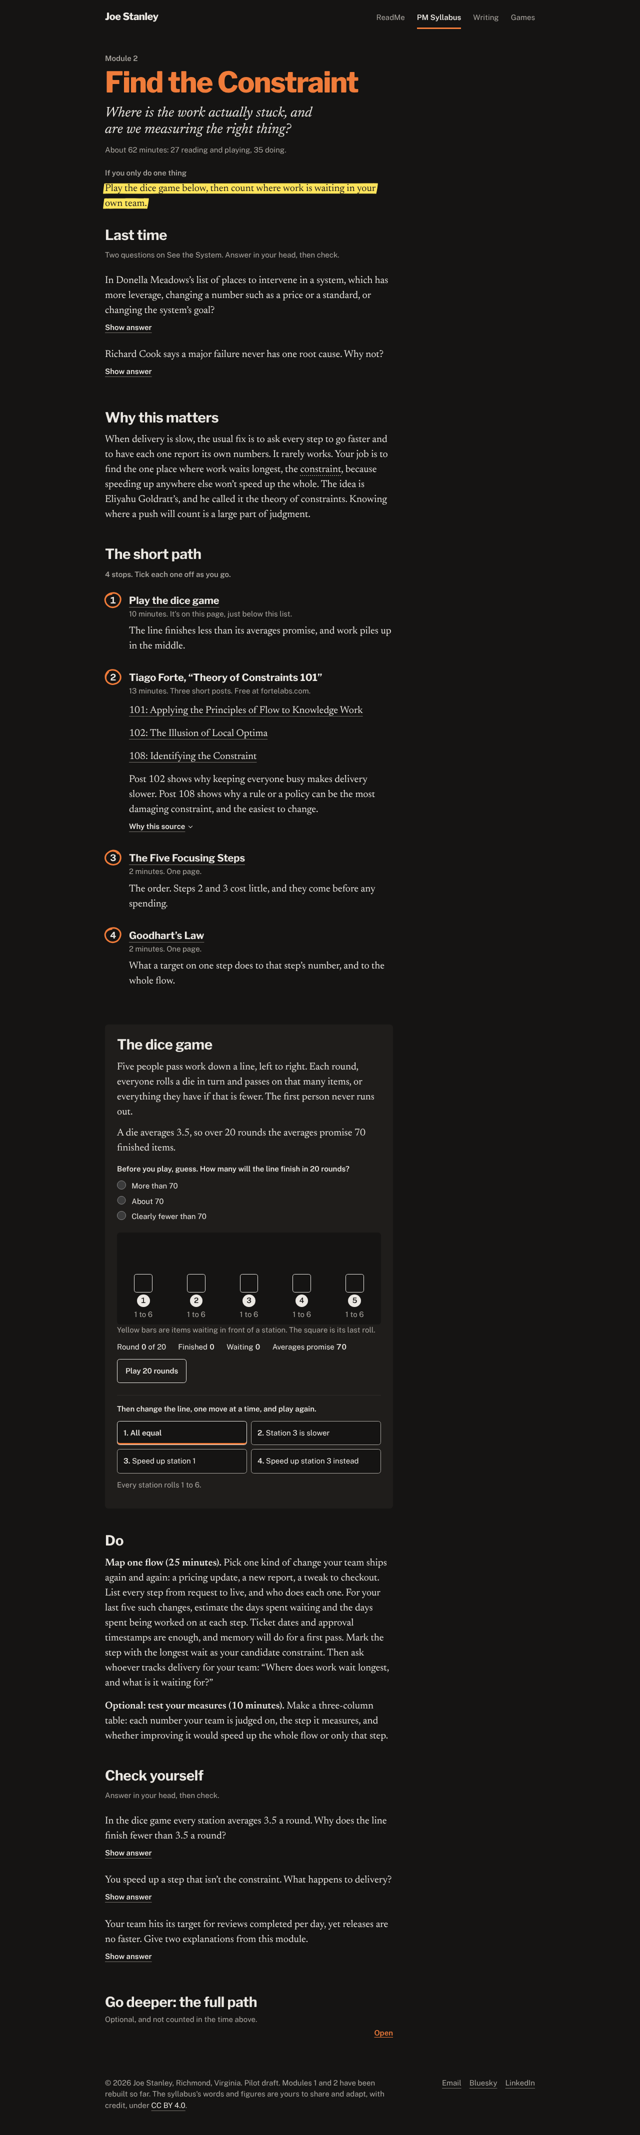 Joe Stanley
ReadMe PM Syllabus Writing Games
Module 2
Find the Constraint
Where is the work actually stuck, and
are we measuring the right thing?
About 62 minutes: 27 reading and playing, 35 doing.
If you only do one thing
Play the dice game below, then count where work is waiting in your
own team.
Last time
Two questions on See the System. Answer in your head, then check.
In Donella Meadows's list of places to intervene in a system, which has
more leverage, changing a number such as a price or a standard, or
changing the system's goal?
Show answer
Richard Cook says a major failure never has one root cause. Why not?
Show answer
Why this matters
When delivery is slow, the usual fix is to ask every step to go faster and
to have each one report its own numbers. It rarely works. Your job is to
find the one place where work waits longest, the constraint, because
speeding up anywhere else won't speed up the whole. The idea is
Eliyahu Goldratt's, and he called it the theory of constraints. Knowing
where a push will count is a large part of judgment.
The short path
4 stops. Tick each one off as you go.
1 Play the dice game
10 minutes. It's on this page, just below this list.
The line finishes less than its averages promise, and work piles up
in the middle.
2 Tiago Forte, “Theory of Constraints 101”
13 minutes. Three short posts. Free at fortelabs.com.
101: Applying the Principles of Flow to Knowledge Work
102: The Illusion of Local Optima
108: Identifying the Constraint
Post 102 shows why keeping everyone busy makes delivery
slower. Post 108 shows why a rule or a policy can be the most
damaging constraint, and the easiest to change.
Why this source
3 The Five Focusing Steps
2 minutes. One page.
The order. Steps 2 and 3 cost little, and they come before any
spending.
4 Goodhart's Law
2 minutes. One page.
What a target on one step does to that step's number, and to the
whole flow.
The dice game
Five people pass work down a line, left to right. Each round,
everyone rolls a die in turn and passes on that many items, or
everything they have if that is fewer. The first person never runs
out.
A die averages 3.5, so over 20 rounds the averages promise 70
finished items.
Before you play, guess. How many will the line finish in 20 rounds?
More than 70
About 70
Clearly fewer than 70
1 2 3 4 5
1 to 6 1 to 6 1 to 6 1 to 6 1 to 6
Yellow bars are items waiting in front of a station. The square is its last roll.
Round 0 of 20 Finished 0 Waiting 0 Averages promise 70
Play 20 rounds
Then change the line, one move at a time, and play again.
1. All equal 2. Station 3 is slower
3. Speed up station 1 4. Speed up station 3 instead
Every station rolls 1 to 6.
Do
Map one flow (25 minutes). Pick one kind of change your team ships
again and again: a pricing update, a new report, a tweak to checkout.
List every step from request to live, and who does each one. For your
last five such changes, estimate the days spent waiting and the days
spent being worked on at each step. Ticket dates and approval
timestamps are enough, and memory will do for a first pass. Mark the
step with the longest wait as your candidate constraint. Then ask
whoever tracks delivery for your team: “Where does work wait longest,
and what is it waiting for?”
Optional: test your measures (10 minutes). Make a three-column
table: each number your team is judged on, the step it measures, and
whether improving it would speed up the whole flow or only that step.
Check yourself
Answer in your head, then check.
In the dice game every station averages 3.5 a round. Why does the line
finish fewer than 3.5 a round?
Show answer
You speed up a step that isn't the constraint. What happens to delivery?
Show answer
Your team hits its target for reviews completed per day, yet releases are
no faster. Give two explanations from this module.
Show answer
Go deeper: the full path
Optional, and not counted in the time above.
Open
© 2026 Joe Stanley, Richmond, Virginia. Pilot draft. Modules 1 and 2 have been
rebuilt so far. The syllabus's words and figures are yours to share and adapt, with
credit, under CC BY 4.0.
Email Bluesky LinkedIn